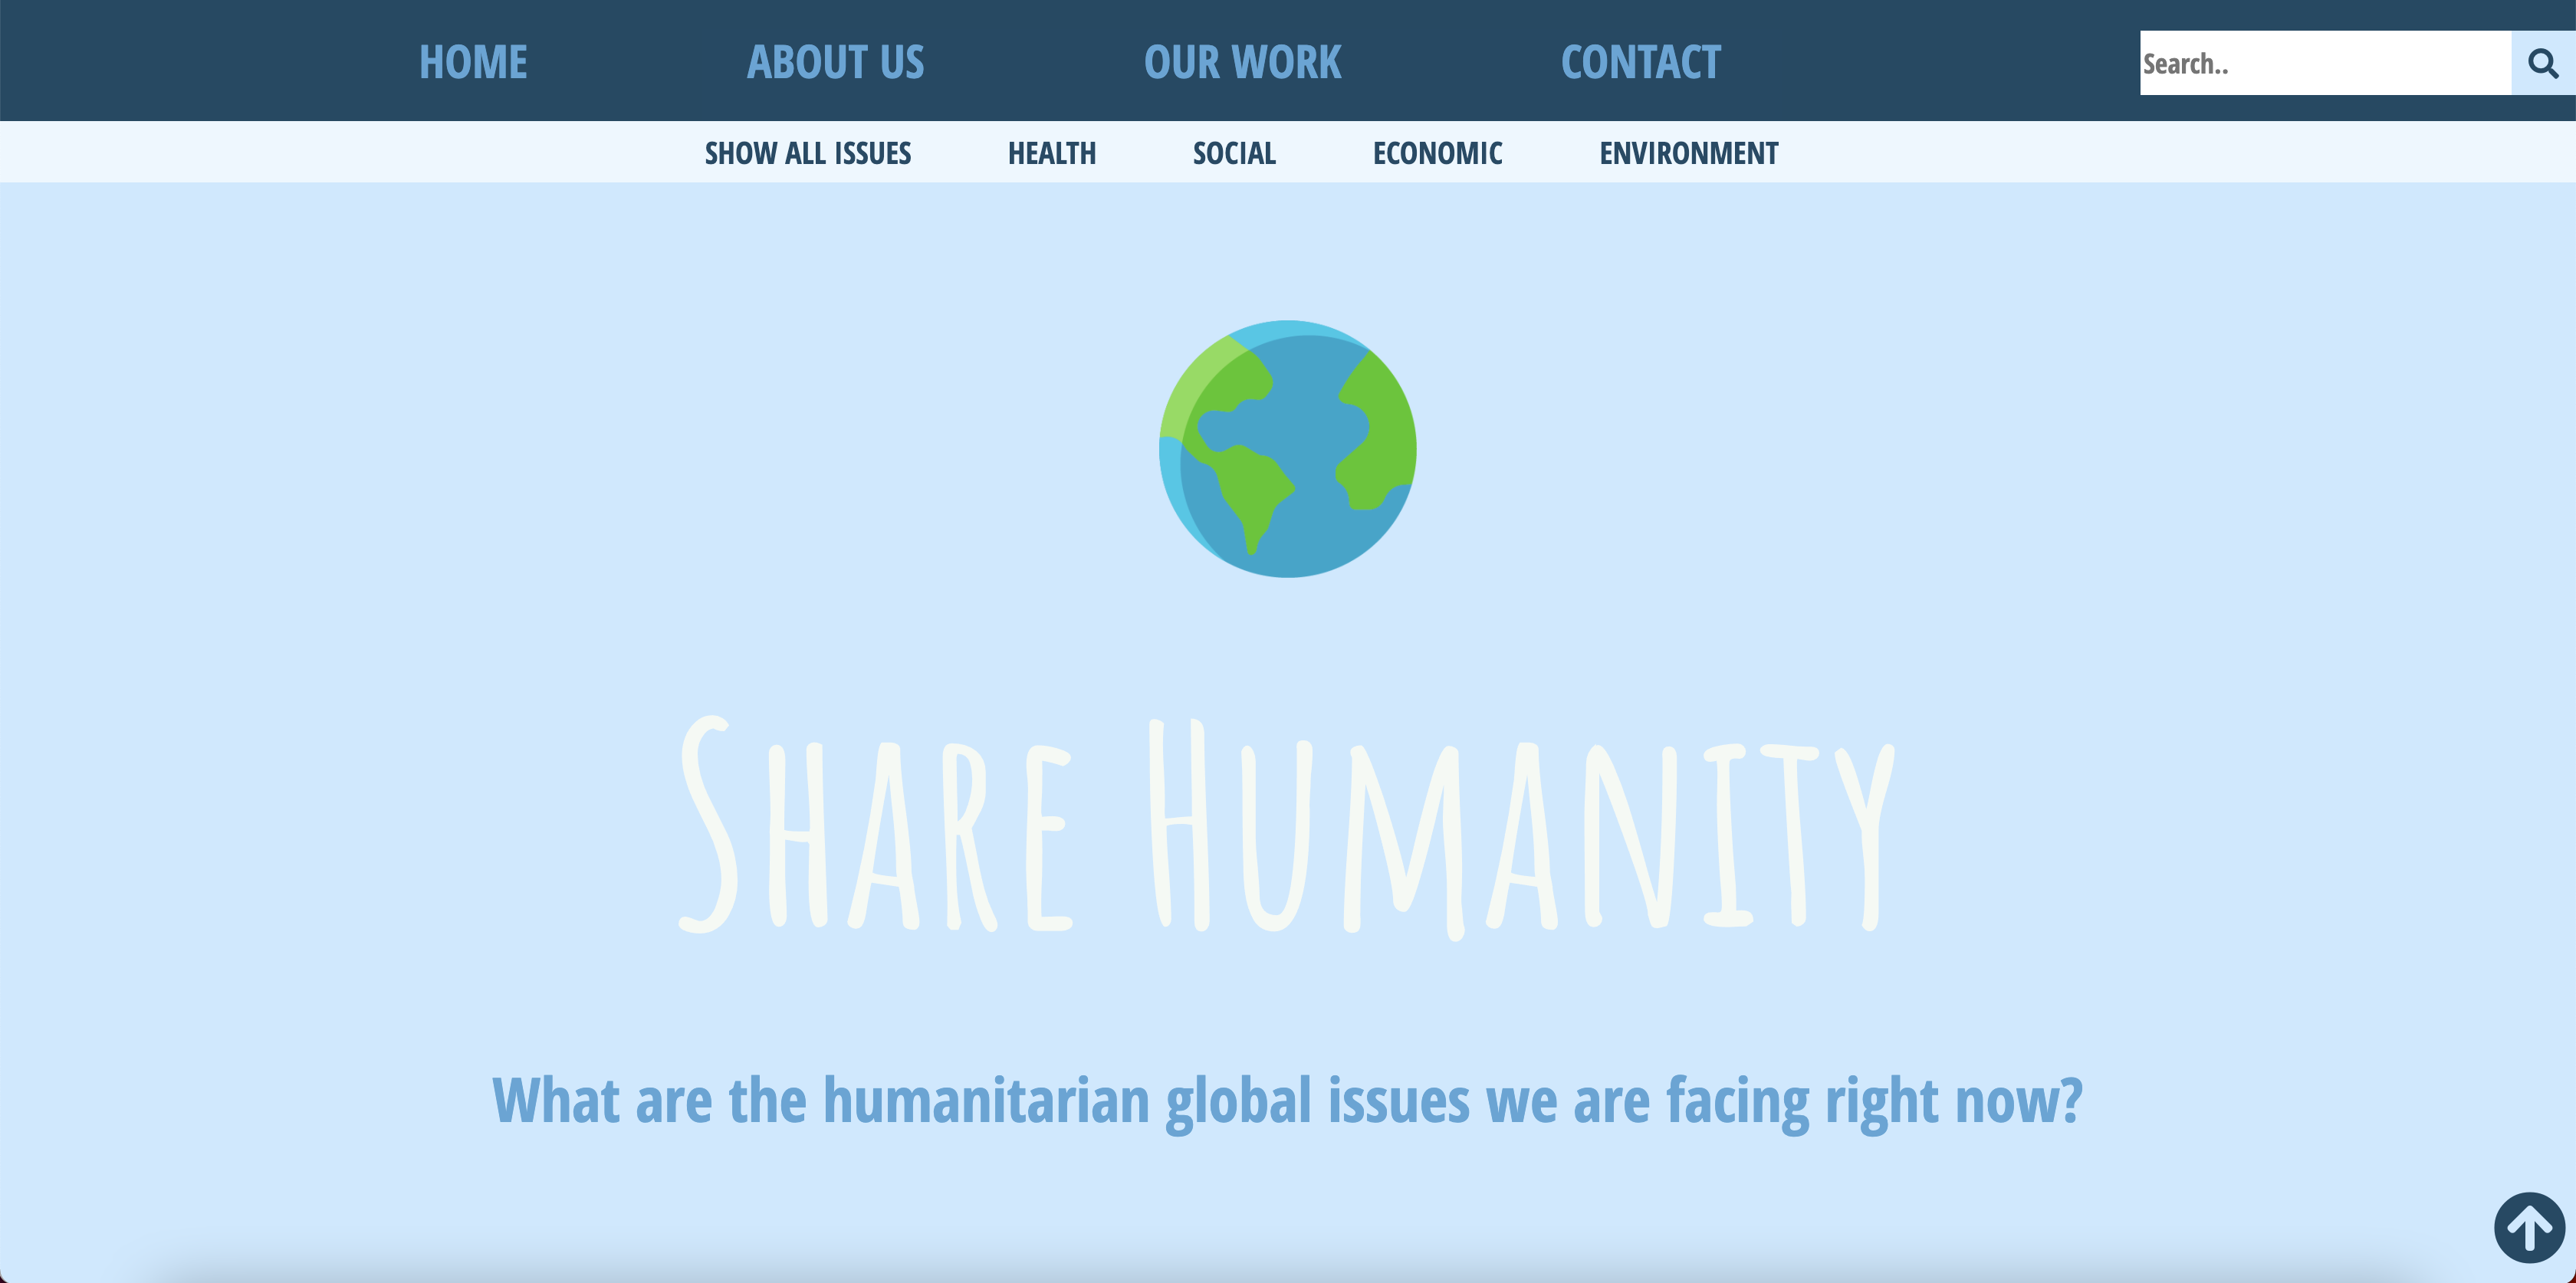 HOME ABOUT US OUR WORK CONTACT Search..
SHOW ALL ISSUES HEALTH SOCIAL ECONOMIC ENVIRONMENT
Share Humanity
What are the humanitarian global issues we are facing right now?